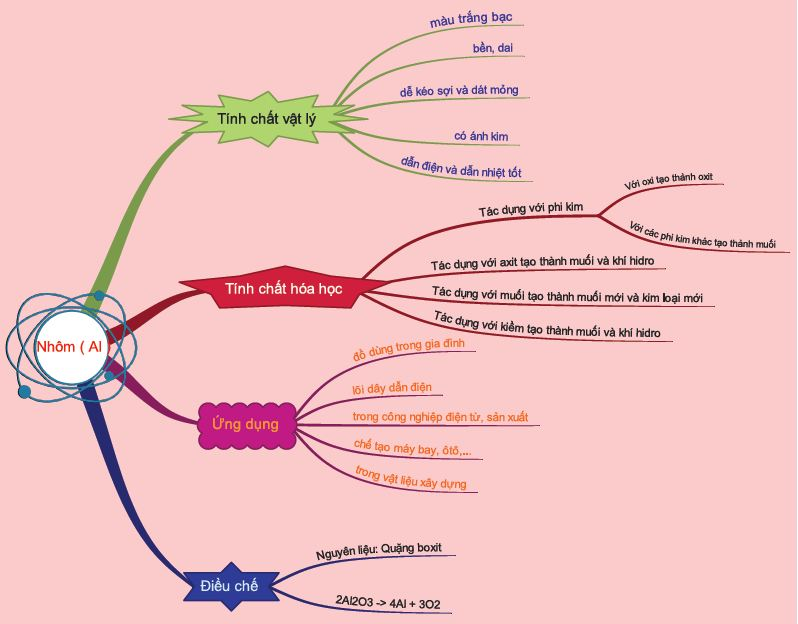 Nhôm ( Al )
Tính chất vật lý
màu trắng bạc
bền, dai
dễ kéo sợi và dát mỏng
có ánh kim
dẫn điện và dẫn nhiệt tốt
Tính chất hóa học
Tác dụng với phi kim
Với oxi tạo thành oxit
Với các phi kim khác tạo thành muối
Tác dụng với axit tạo thành muối và khí hidro
Tác dụng với muối tạo thành muối mới và kim loại mới
Tác dụng với kiềm tạo thành muối và khí hidro
Ứng dụng
đồ dùng trong gia đình
lõi dây dẫn điện
trong công nghiệp điện tử, sản xuất
chế tạo máy bay, ôtô,...
trong vật liệu xây dựng
Điều chế
Nguyên liệu: Quặng boxit
2Al2O3 -> 4Al + 3O2